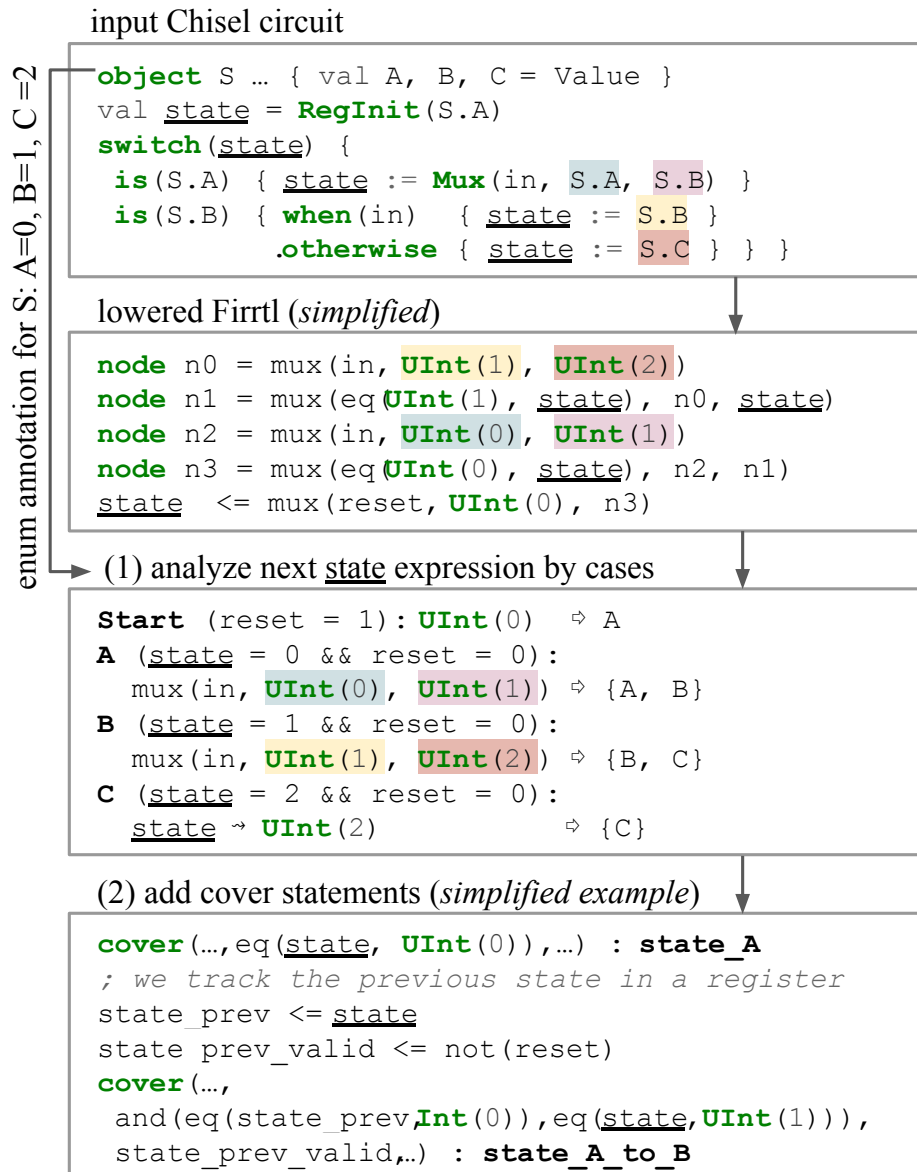 input Chisel circuit
enum annotation for S: A=0, B=1, C =2
object S … { val A, B, C = Value }
val state = RegInit(S.A)
switch(state) {
is(S.A) { state := Mux(in, S.A, S.B) }
is(S.B) { when(in) { state := S.B }
.otherwise { state := S.C } } }
lowered Firrtl (simplified)
node n0 = mux(in, UInt(1), UInt(2))
node n1 = mux(eq(UInt(1), state), n0, state)
node n2 = mux(in, UInt(0), UInt(1))
node n3 = mux(eq(UInt(0), state), n2, n1)
state <= mux(reset, UInt(0), n3)
(1) analyze next state expression by cases
Start (reset = 1): UInt(0) ⇨ A
A (state = 0 && reset = 0):
mux(in, UInt(0), UInt(1)) ⇨ {A, B}
B (state = 1 && reset = 0):
mux(in, UInt(1), UInt(2)) ⇨ {B, C}
C (state = 2 && reset = 0):
state ⤳ UInt(2) ⇨ {C}
(2) add cover statements (simplified example)
cover(…,eq(state, UInt(0)),…) : state_A
; we track the previous state in a register
state_prev <= state
state prev_valid <= not(reset)
cover(…,
and(eq(state_prev,Int(0)),eq(state,UInt(1))),
state_prev_valid,…) : state_A_to_B